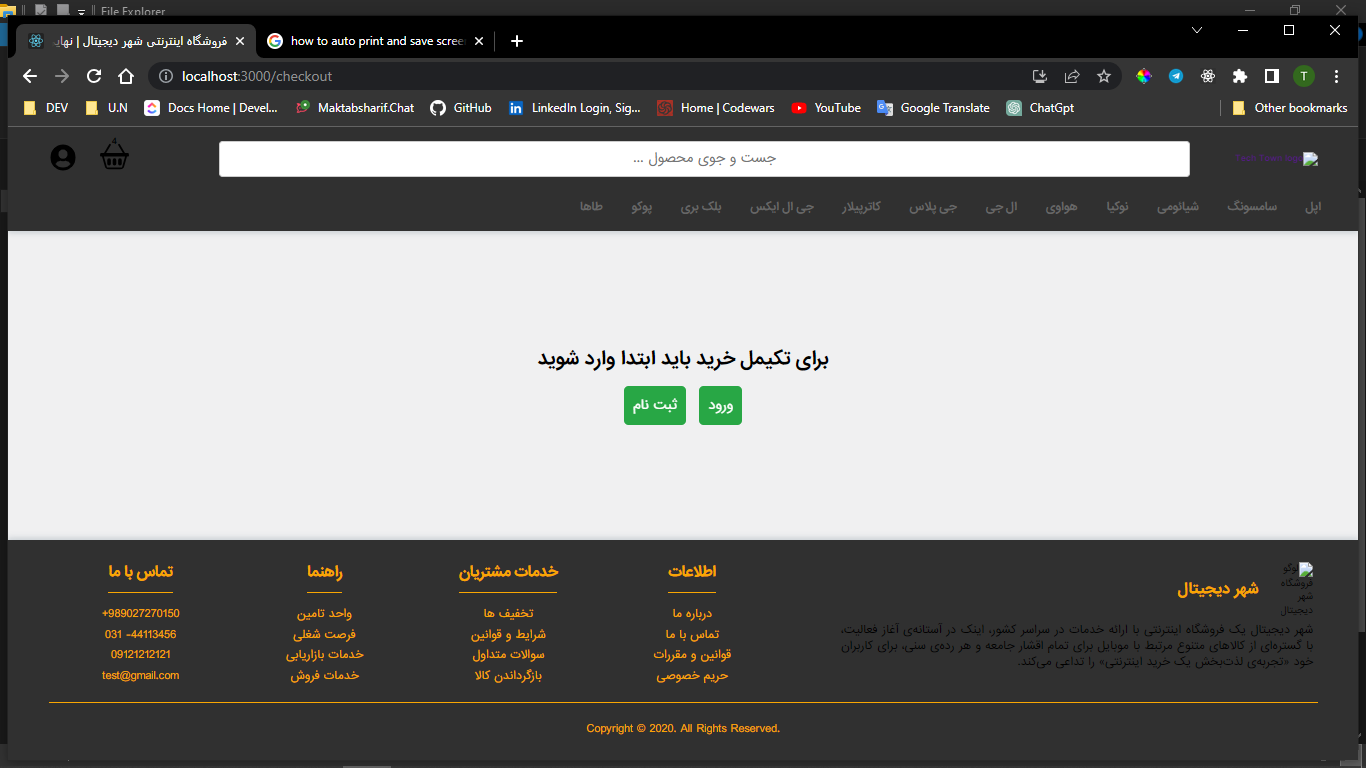 File Explorer
فروشگاه اینترنتی شهر دیجیتال | نهای
how to auto print and save scree
localhost:3000/checkout
T
DEV
U.N
Docs Home | Devel...
Maktabsharif.Chat
GitHub
LinkedIn Login, Sig...
Home | Codewars
YouTube
Google Translate
ChatGpt
Other bookmarks
4
جست و جوی محصول ...
اپل سامسونگ شیائومی نوکیا هواوی ال جی جی پلاس کاترپیلار جی ال ایکس بلک بری پوکو طاها
برای تکیمل خرید باید ابتدا وارد شوید
ورود ثبت نام
لوگو
فروشگاه
شهر
دیجیتال
شهر دیجیتال
شهر دیجیتال یک فروشگاه اینترنتی با ارائه خدمات در سراسر کشور، اینک در آستانه‌ی آغاز فعالیت،
با گستره‌ای از کالاهای متنوع مرتبط با موبایل برای تمام اقشار جامعه و هر رده‌ی سنی، برای کاربران
خود «تجربه‌ی لذت‌بخش یک خرید اینترنتی» را تداعی می‌کند.
اطلاعات
درباره ما
تماس با ما
قوانین و مقررات
حریم خصوصی
خدمات مشتریان
تخفیف ها
شرایط و قوانین
سوالات متداول
بازگرداندن کالا
راهنما
واحد تامین
فرصت شغلی
خدمات بازاریابی
خدمات فروش
تماس با ما
+989027270150
031 -44113456
09121212121
test@gmail.com
Copyright © 2020. All Rights Reserved.